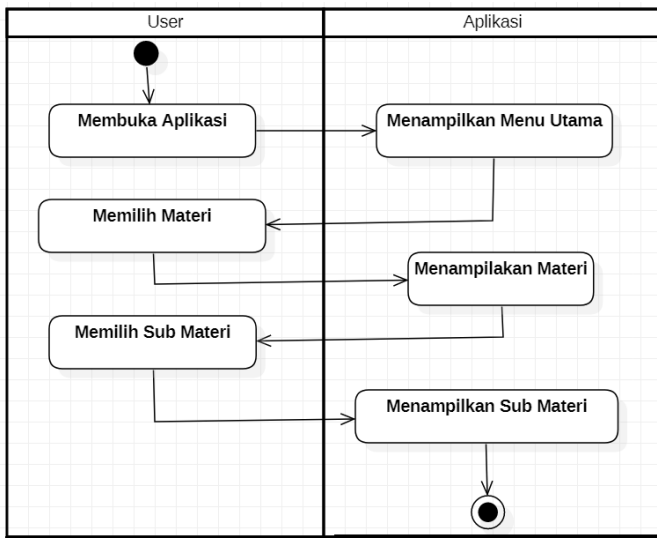 User
Aplikasi
Membuka Aplikasi
Menampilkan Menu Utama
Memilih Materi
Menampilakan Materi
Memilih Sub Materi
Menampilkan Sub Materi